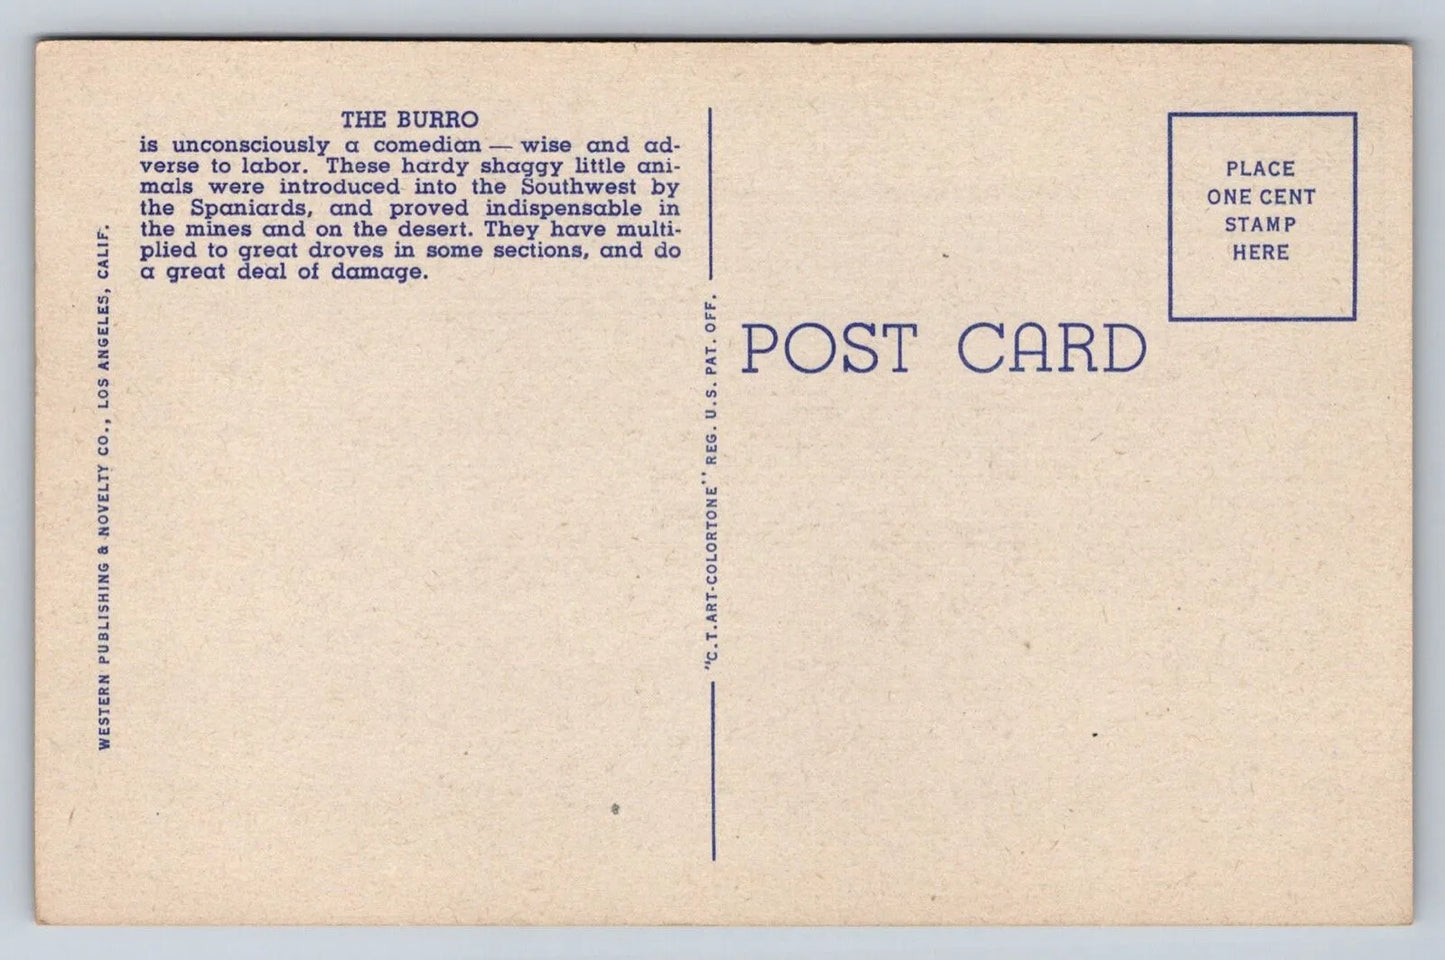 THE BURRO
is unconsciously a comedian — wise and ad-
verse to labor. These hardy shaggy little ani-
mals were introduced into the Southwest by
the Spaniards, and proved indispensable in
the mines and on the desert. They have multi-
plied to great droves in some sections, and do
a great deal of damage.
WESTERN PUBLISHING & NOVELTY CO., LOS ANGELES, CALIF.
"C.T.ART-COLORTONE" REG. U.S. PAT. OFF.
POST CARD
PLACE
ONE CENT
STAMP
HERE